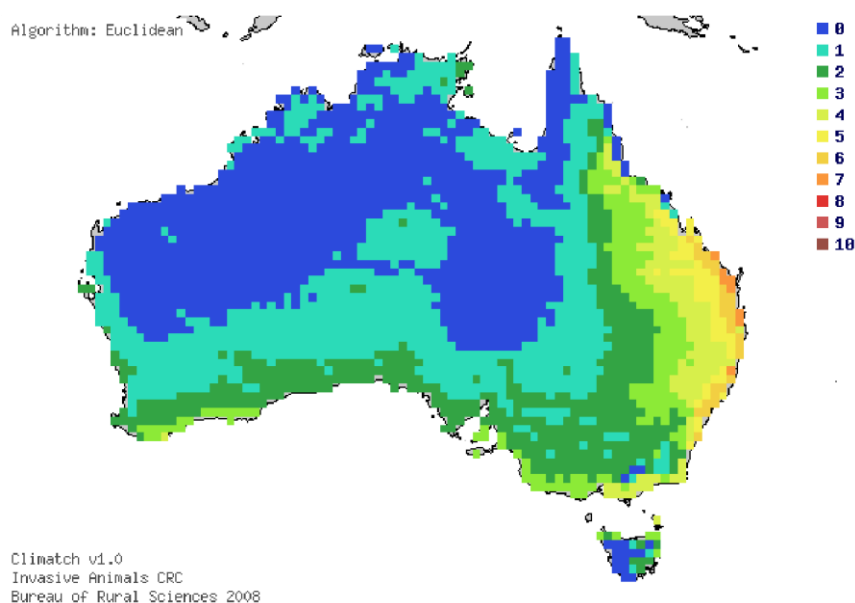 Algorithm: Euclidean
0
1
2
3
4
5
6
7
8
9
10
Climatch v1.0
Invasive Animals CRC
Bureau of Rural Sciences 2008